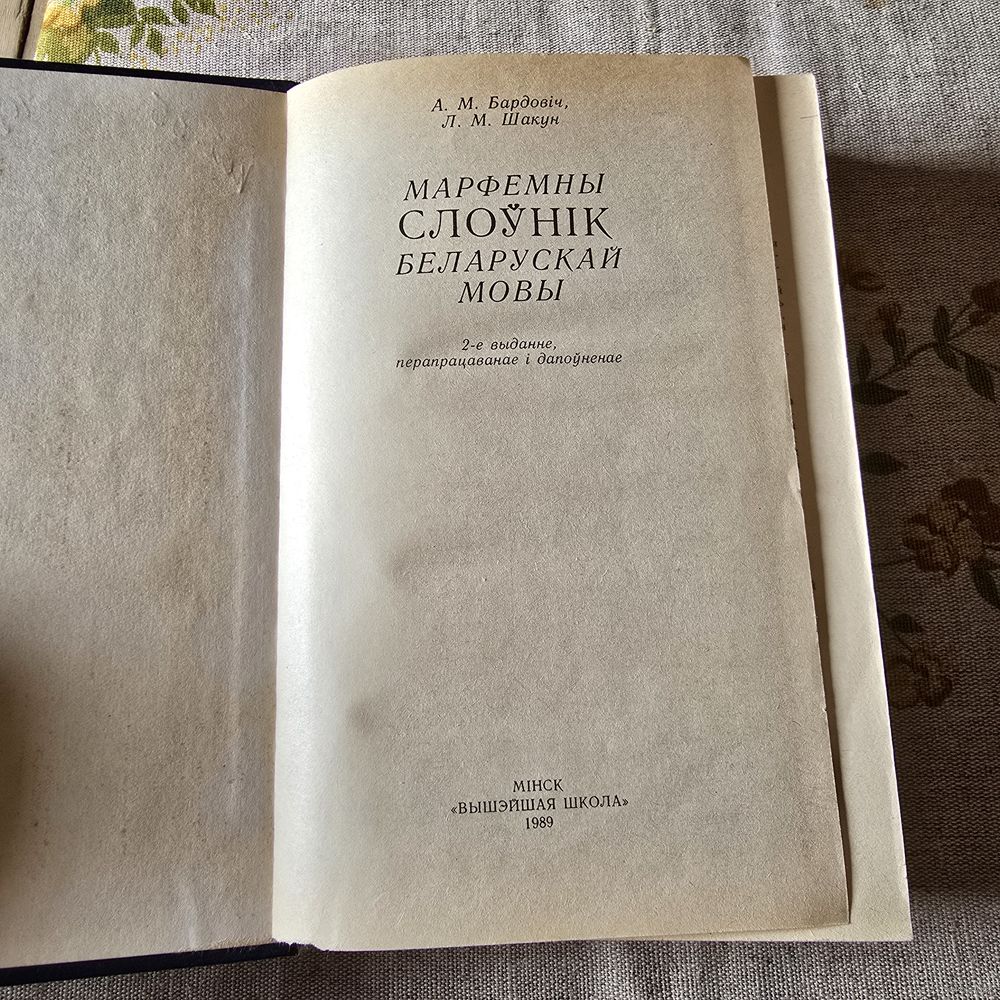 А. М. Бардовіч,
Л. М. Шакун
МАРФЕМНЫ
СЛОЎНІК
БЕЛАРУСКАЙ
МОВЫ
2-е выданне,
перапрацаванае і дапоўненае
МІНСК
«ВЫШЭЙШАЯ ШКОЛА»
1989